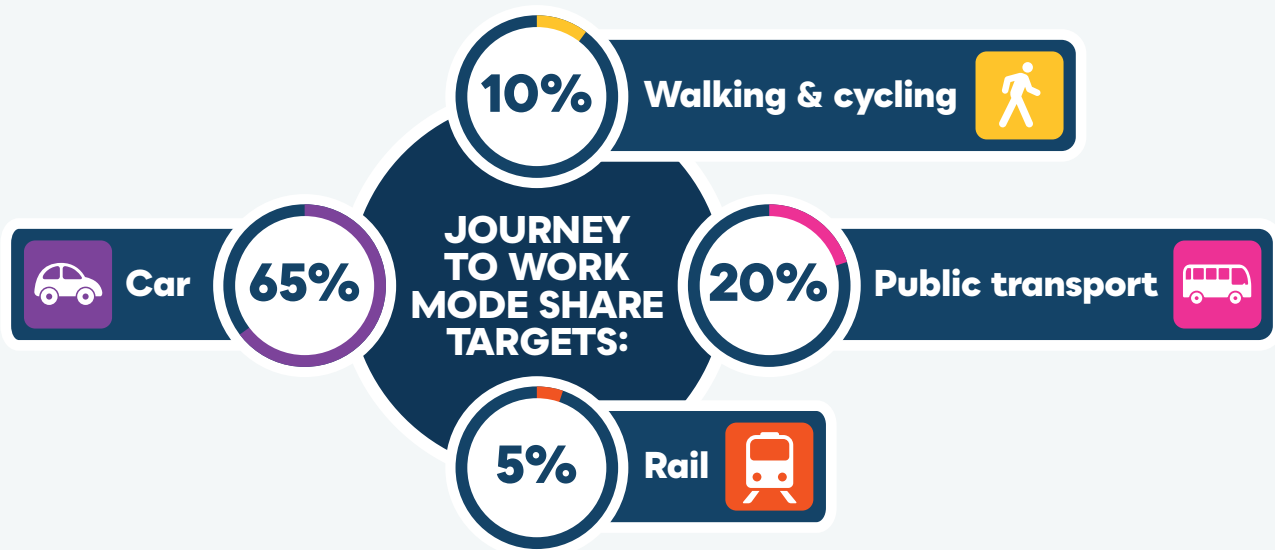 10%
Walking & cycling
JOURNEY
TO WORK
MODE SHARE
TARGETS:
Car
65%
20%
Public transport
5%
Rail